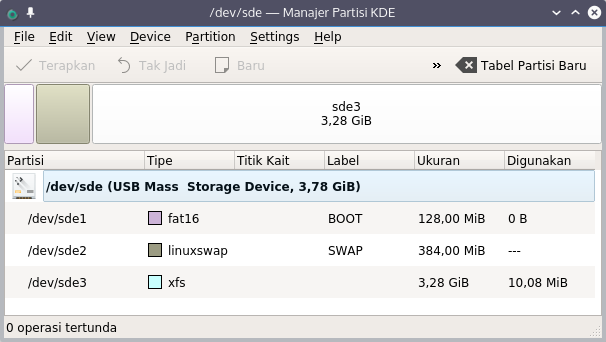 /dev/sde — Manajer Partisi KDE
File Edit View Device Partition Settings Help
Terapkan Tak Jadi Baru » Tabel Partisi Baru
sde3
3,28 GiB
Partisi Tipe Titik Kait Label Ukuran Digunakan
/dev/sde (USB Mass  Storage Device, 3,78 GiB)
/dev/sde1 fat16 BOOT 128,00 MiB 0 B
/dev/sde2 linuxswap SWAP 384,00 MiB ---
/dev/sde3 xfs 3,28 GiB 10,08 MiB
0 operasi tertunda